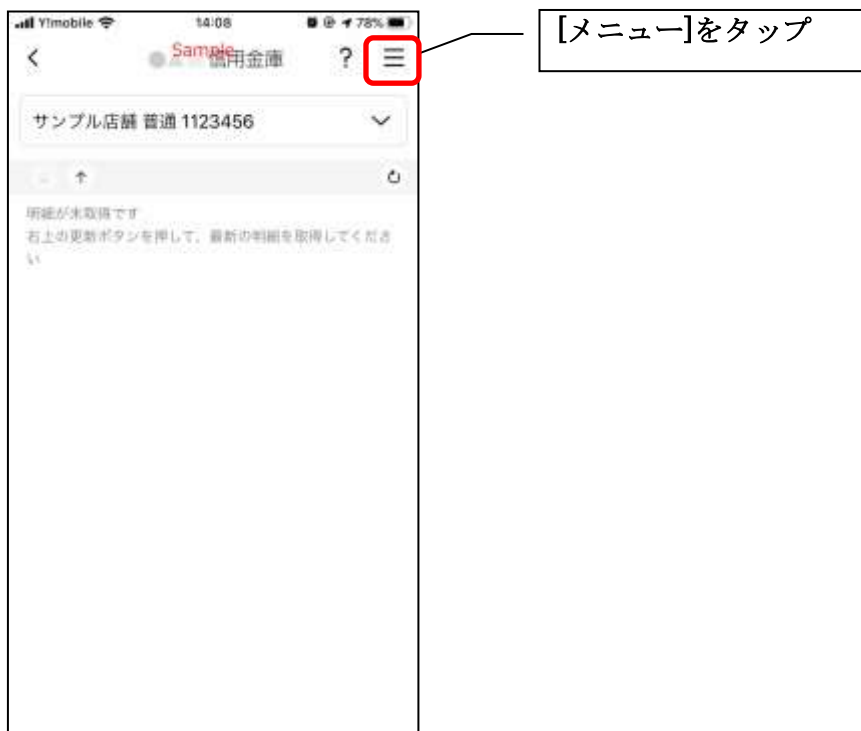 Y!mobile 14:08 78%
Sample 信用金庫 ?
[メニュー]をタップ
サンプル店舗 普通 1123456
明細が未取得です
右上の更新ボタンを押して、最新の明細を取得してくださ
い